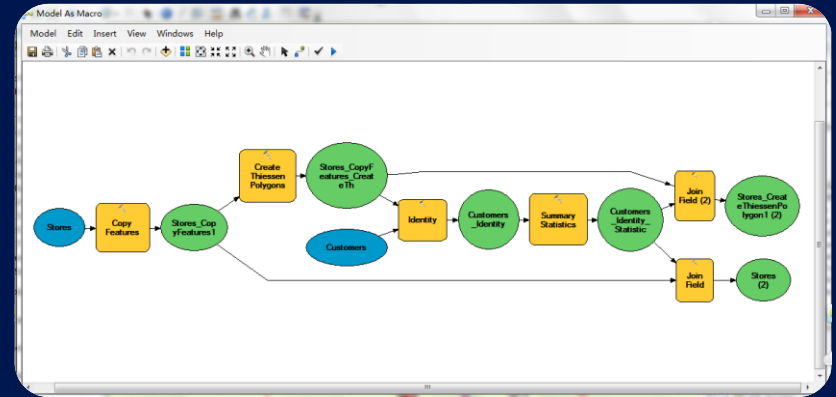 Model As Macro
Model Edit Insert View Windows Help
Stores
Copy
Features
Stores_Cop
yFeatures1
Create
Thiessen
Polygons
Stores_CopyF
eatures_Creat
eTh
Customers
Identity
Customers
_Identity
Summary
Statistics
Customers
_Identity_
Statistic
Join
Field (2)
Stores_Creat
eThiessenPo
lygon1 (2)
Join
Field
Stores
(2)